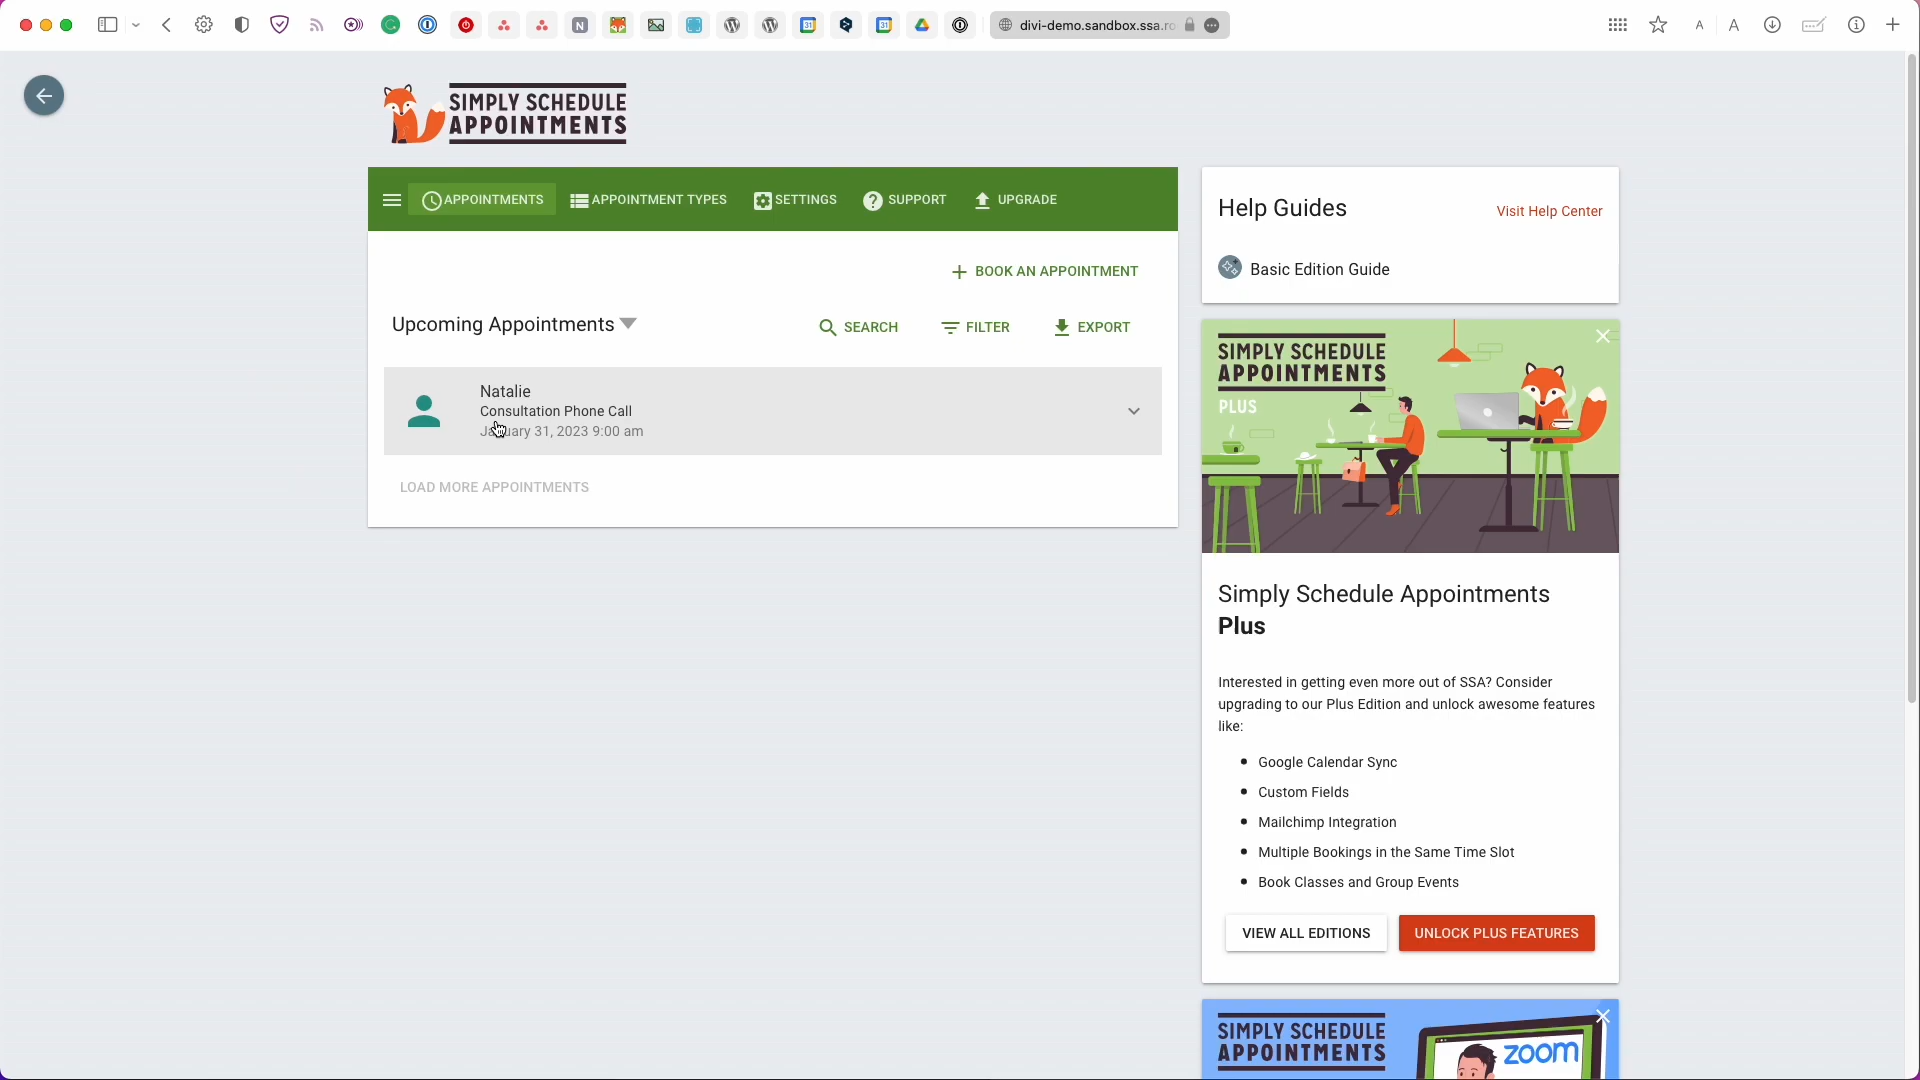 divi-demo.sandbox.ssa.ro
A A
SIMPLY SCHEDULE
APPOINTMENTS
APPOINTMENTS
APPOINTMENT TYPES
SETTINGS
SUPPORT
UPGRADE
BOOK AN APPOINTMENT
Upcoming Appointments
SEARCH
FILTER
EXPORT
Natalie
Consultation Phone Call
January 31, 2023 9:00 am
LOAD MORE APPOINTMENTS
Help Guides
Visit Help Center
Basic Edition Guide
SIMPLY SCHEDULE
APPOINTMENTS
PLUS
Simply Schedule Appointments
Plus
Interested in getting even more out of SSA? Consider
upgrading to our Plus Edition and unlock awesome features
like:
Google Calendar Sync
Custom Fields
Mailchimp Integration
Multiple Bookings in the Same Time Slot
Book Classes and Group Events
VIEW ALL EDITIONS
UNLOCK PLUS FEATURES
SIMPLY SCHEDULE
APPOINTMENTS
zoom